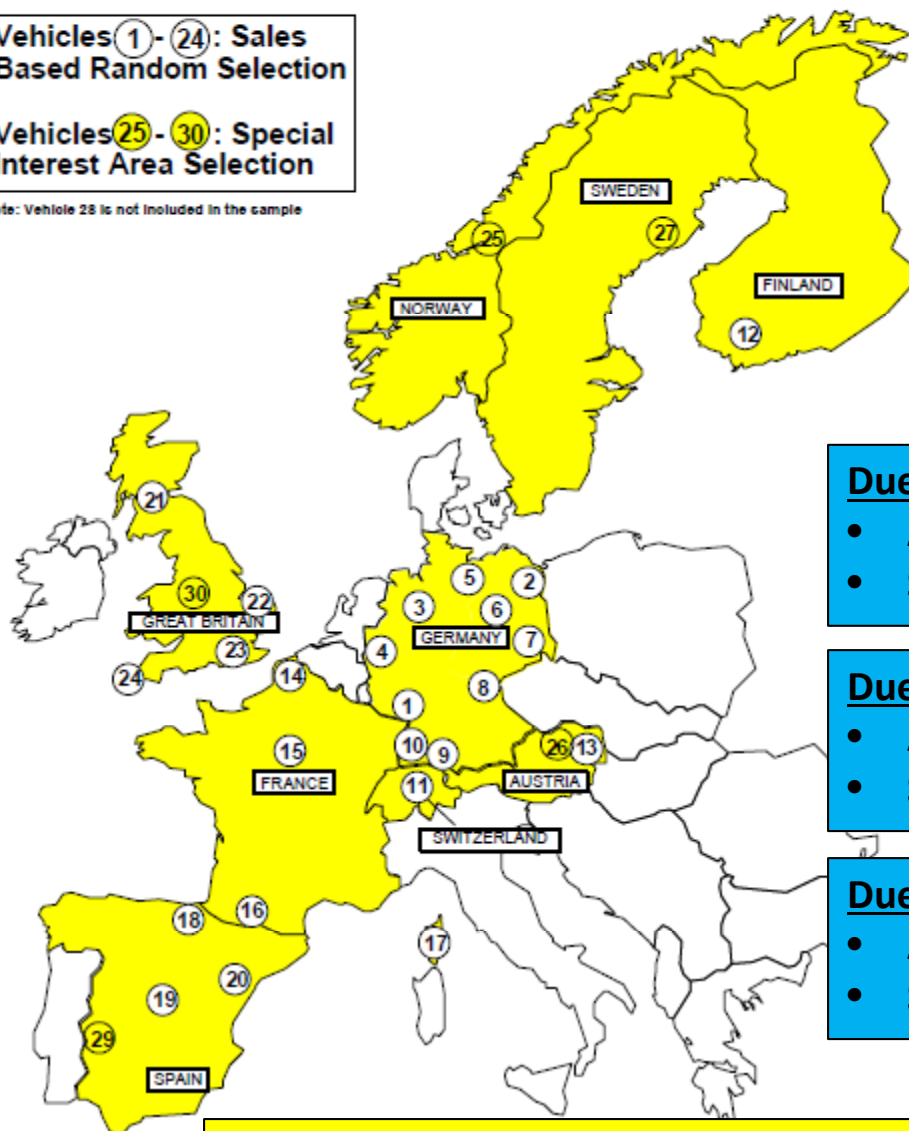 Vehicles 1 - 24: Sales
Based Random Selection
Vehicles 25 - 30: Special
Interest Area Selection
Vehicle 28 is not included in the sample
SWEDEN
25
27
FINLAND
NORWAY
12
21
Due
5
2
30
22
3
6
GREAT BRITAIN
GERMANY
7
23
4
14
24
8
Due
1
10
9
26
13
15
FRANCE
11
AUSTRIA
SWITZERLAND
Due
18
16
17
20
19
29
SPAIN